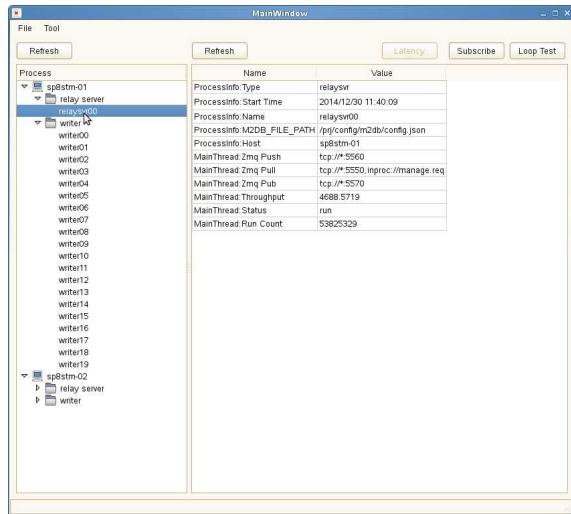 MainWindow
File Tool
Refresh Refresh Latency Subscribe Loop Test
Process
sp8stm-01
relay server
relaysvr00
writer
writer00
writer01
writer02
writer03
writer04
writer05
writer06
writer07
writer08
writer09
writer10
writer11
writer12
writer13
writer14
writer15
writer16
writer17
writer18
writer19
sp8stm-02
relay server
writer
Name Value
ProcessInfo:Type relaysvr
ProcessInfo:Start Time 2014/12/30 11:40:09
ProcessInfo:Name relaysvr00
ProcessInfo:M2DB_FILE_PATH /prj/config/m2db/config.json
ProcessInfo:Host sp8stm-01
MainThread:Zmq Push tcp://*:5560
MainThread:Zmq Pull tcp://*:5550,inproc://manage.req
MainThread:Zmq Pub tcp://*:5570
MainThread:Throughput 4688.5719
MainThread:Status run
MainThread:Run Count 53825329